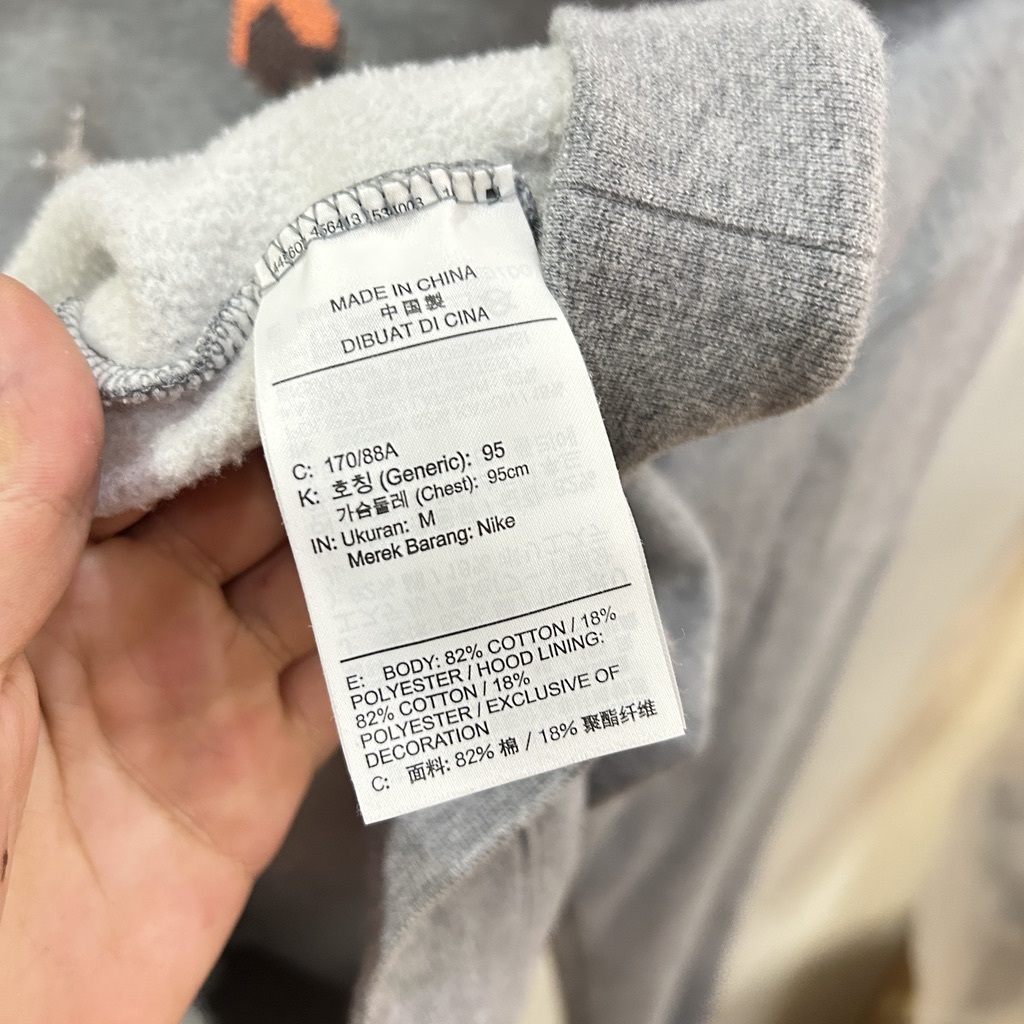 456413
MADE IN CHINA
中国製
DIBUAT DI CINA
C: 170/88A
K: 호칭 (Generic): 95
가슴둘레 (Chest): 95cm
IN: Ukuran: M
Merek Barang: Nike
E: BODY: 82% COTTON / 18%
POLYESTER / HOOD LINING:
82% COTTON / 18%
POLYESTER / EXCLUSIVE OF
DECORATION
C: 面料: 82% 棉 / 18% 聚酯纤维